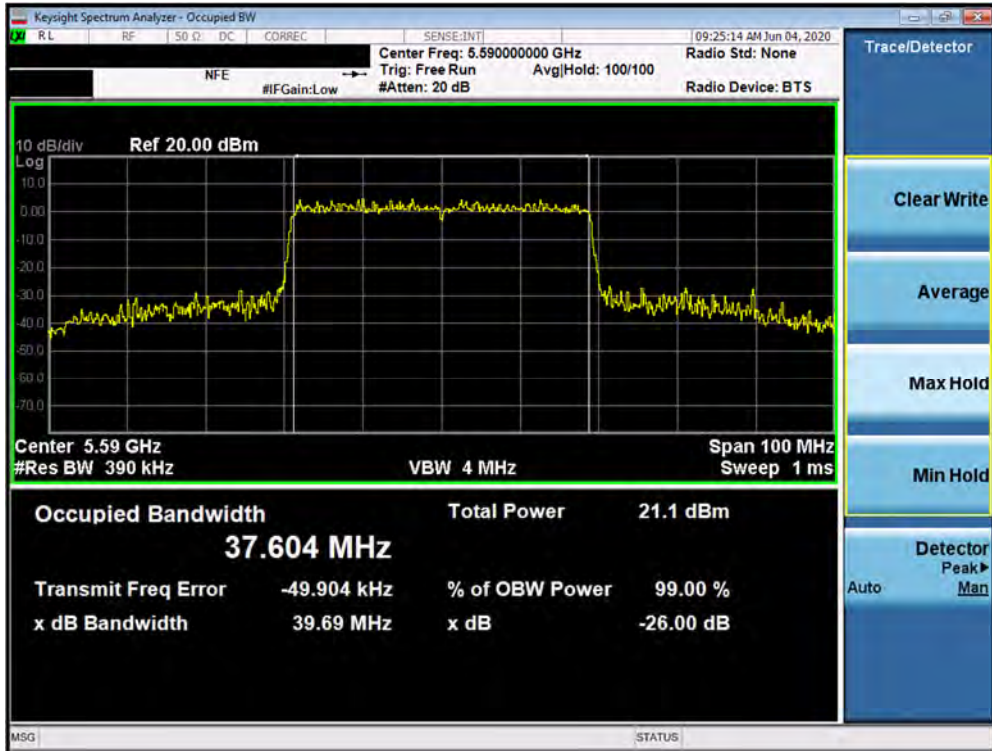 Keysight Spectrum Analyzer - Occupied BW
LXI RL RF 50 Ω DC CORREC SENSE:INT 09:25:14 AM Jun 04, 2020
Center Freq: 5.590000000 GHz Radio Std: None
NFE Trig: Free Run Avg|Hold: 100/100
#IFGain:Low #Atten: 20 dB Radio Device: BTS
10 dB/div Ref 20.00 dBm
Log
10.0
0.00
-10.0
-20.0
-30.0
-40.0
-50.0
-60.0
-70.0
Center 5.59 GHz Span 100 MHz
#Res BW 390 kHz VBW 4 MHz Sweep 1 ms
Occupied Bandwidth Total Power 21.1 dBm
37.604 MHz
Transmit Freq Error -49.904 kHz % of OBW Power 99.00 %
x dB Bandwidth 39.69 MHz x dB -26.00 dB
MSG STATUS
Trace/Detector
Clear Write
Average
Max Hold
Min Hold
Detector
Peak▶
Auto Man